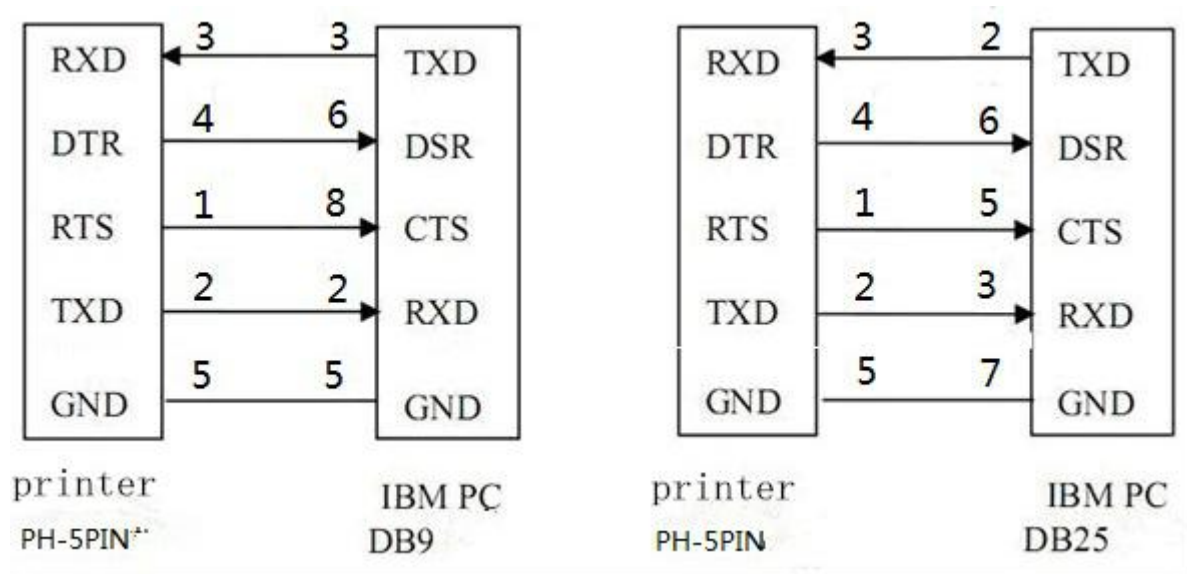 RXD 3 3 TXD
DTR 4 6 DSR
RTS 1 8 CTS
TXD 2 2 RXD
GND 5 5 GND
printer IBM PC
PH-5PIN DB9
RXD 3 2 TXD
DTR 4 6 DSR
RTS 1 5 CTS
TXD 2 3 RXD
GND 5 7 GND
printer IBM PC
PH-5PIN DB25